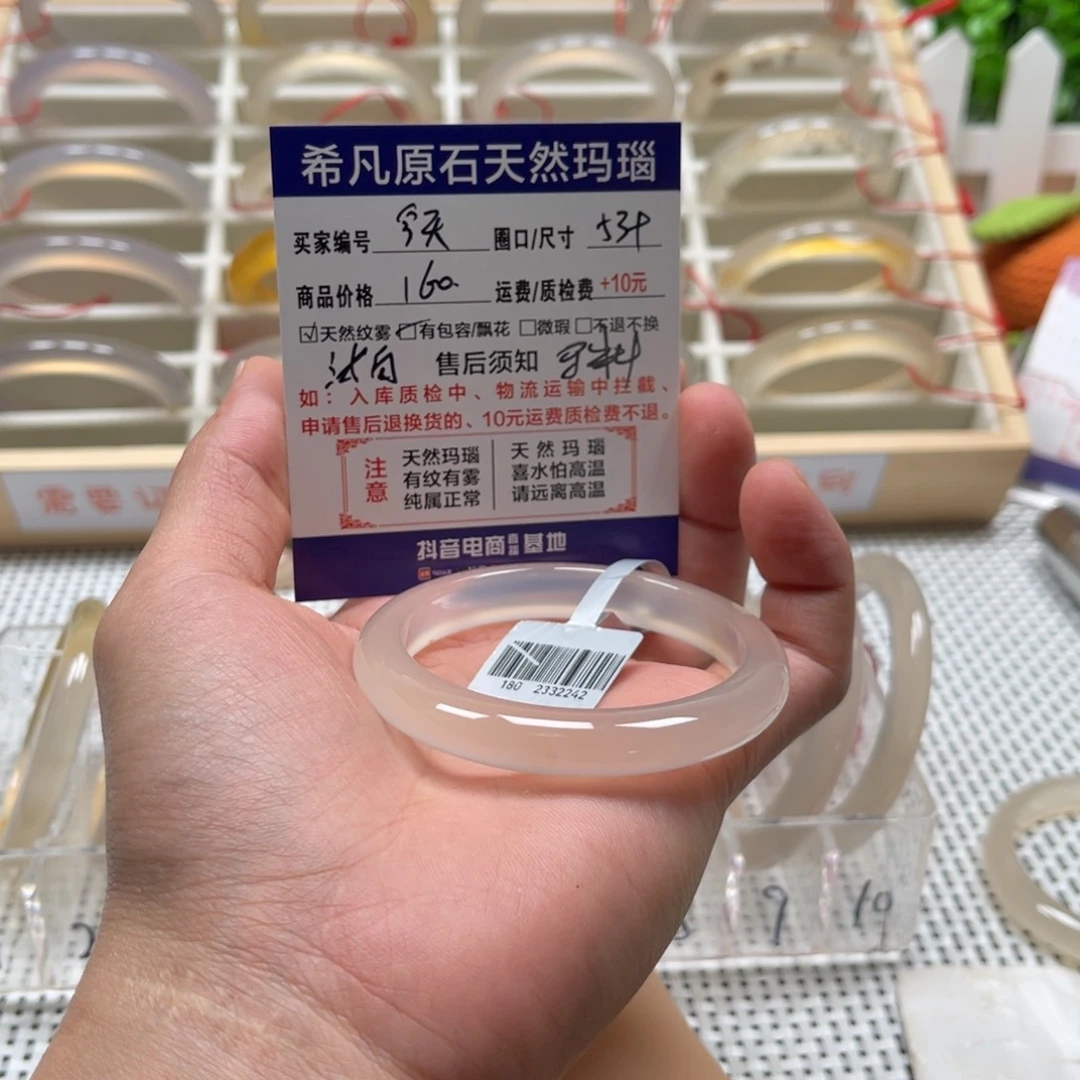 希凡原石天然玛瑙
买家编号 今天 圈口/尺寸 53+
商品价格 160 运费/质检费 +10元
☑天然纹雾 ☐有包容/飘花 ☐微瑕 ☐不退不换
冰白 售后须知
如：入库质检中、物流运输中拦截、
申请售后退换货的、10元运费质检费不退。
注意
天然玛瑙
有纹有雾
纯属正常
天然玛瑙
喜水怕高温
请远离高温
抖音电商直播基地
180 2332242
9 10